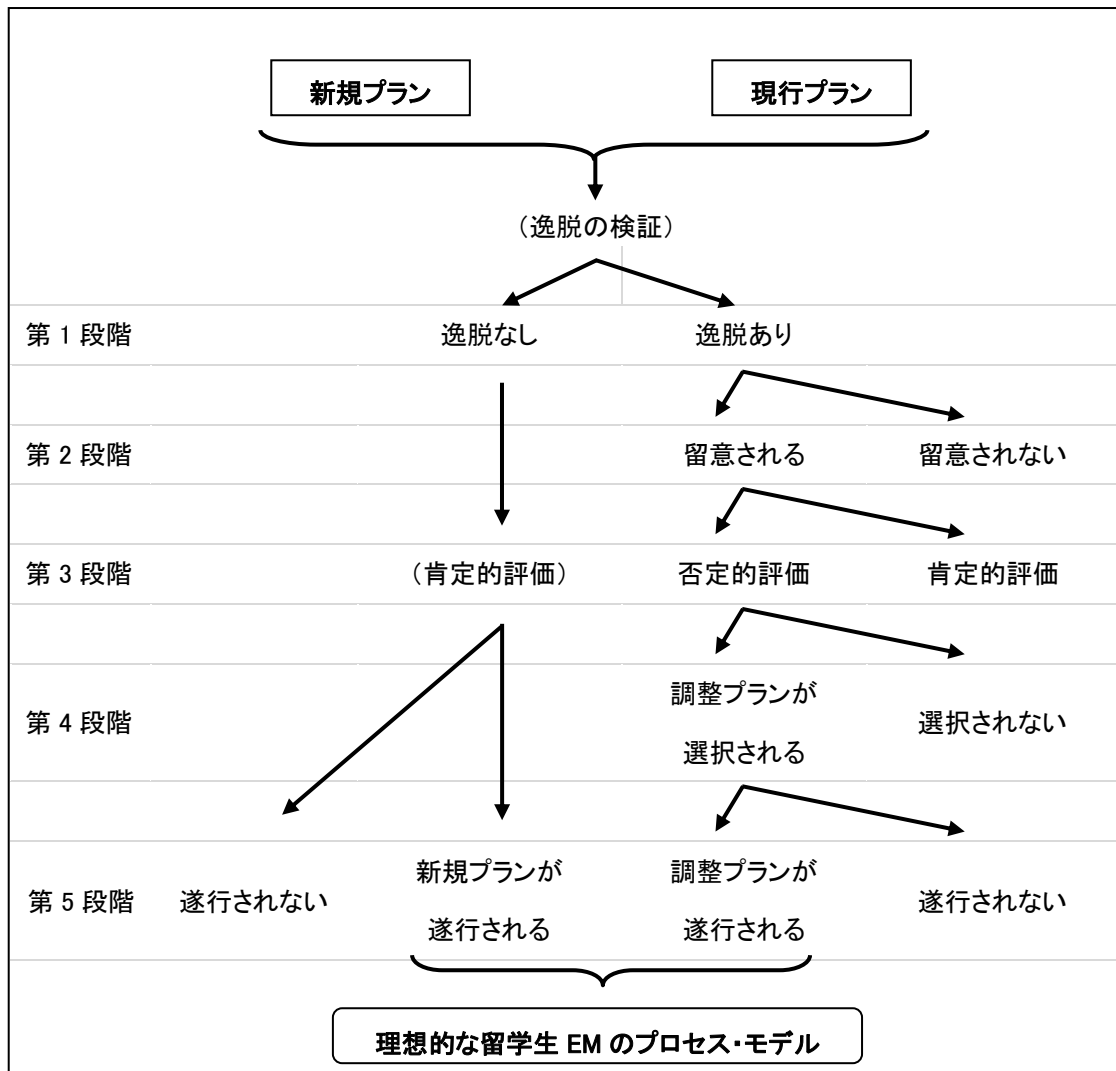 新規プラン
現行プラン
（逸脱の検証）
第 1 段階
逸脱なし
逸脱あり
第 2 段階
留意される
留意されない
第 3 段階
（肯定的評価）
否定的評価
肯定的評価
第 4 段階
調整プランが
選択される
選択されない
第 5 段階
遂行されない
新規プランが
遂行される
調整プランが
遂行される
遂行されない
理想的な留学生 EM のプロセス・モデル